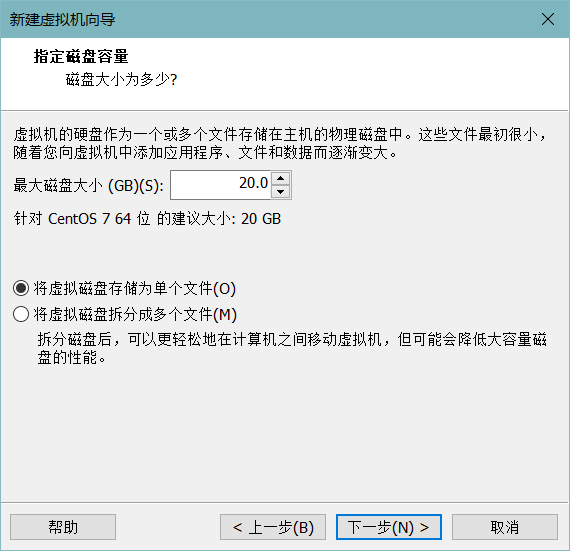 新建虚拟机向导
指定磁盘容量
磁盘大小为多少?
虚拟机的硬盘作为一个或多个文件存储在主机的物理磁盘中。这些文件最初很小，
随着您向虚拟机中添加应用程序、文件和数据而逐渐变大。
最大磁盘大小 (GB)(S): 20.0
针对 CentOS 7 64 位 的建议大小: 20 GB
将虚拟磁盘存储为单个文件(O)
将虚拟磁盘拆分成多个文件(M)
拆分磁盘后，可以更轻松地在计算机之间移动虚拟机，但可能会降低大容量磁
盘的性能。
帮助 < 上一步(B) 下一步(N) > 取消